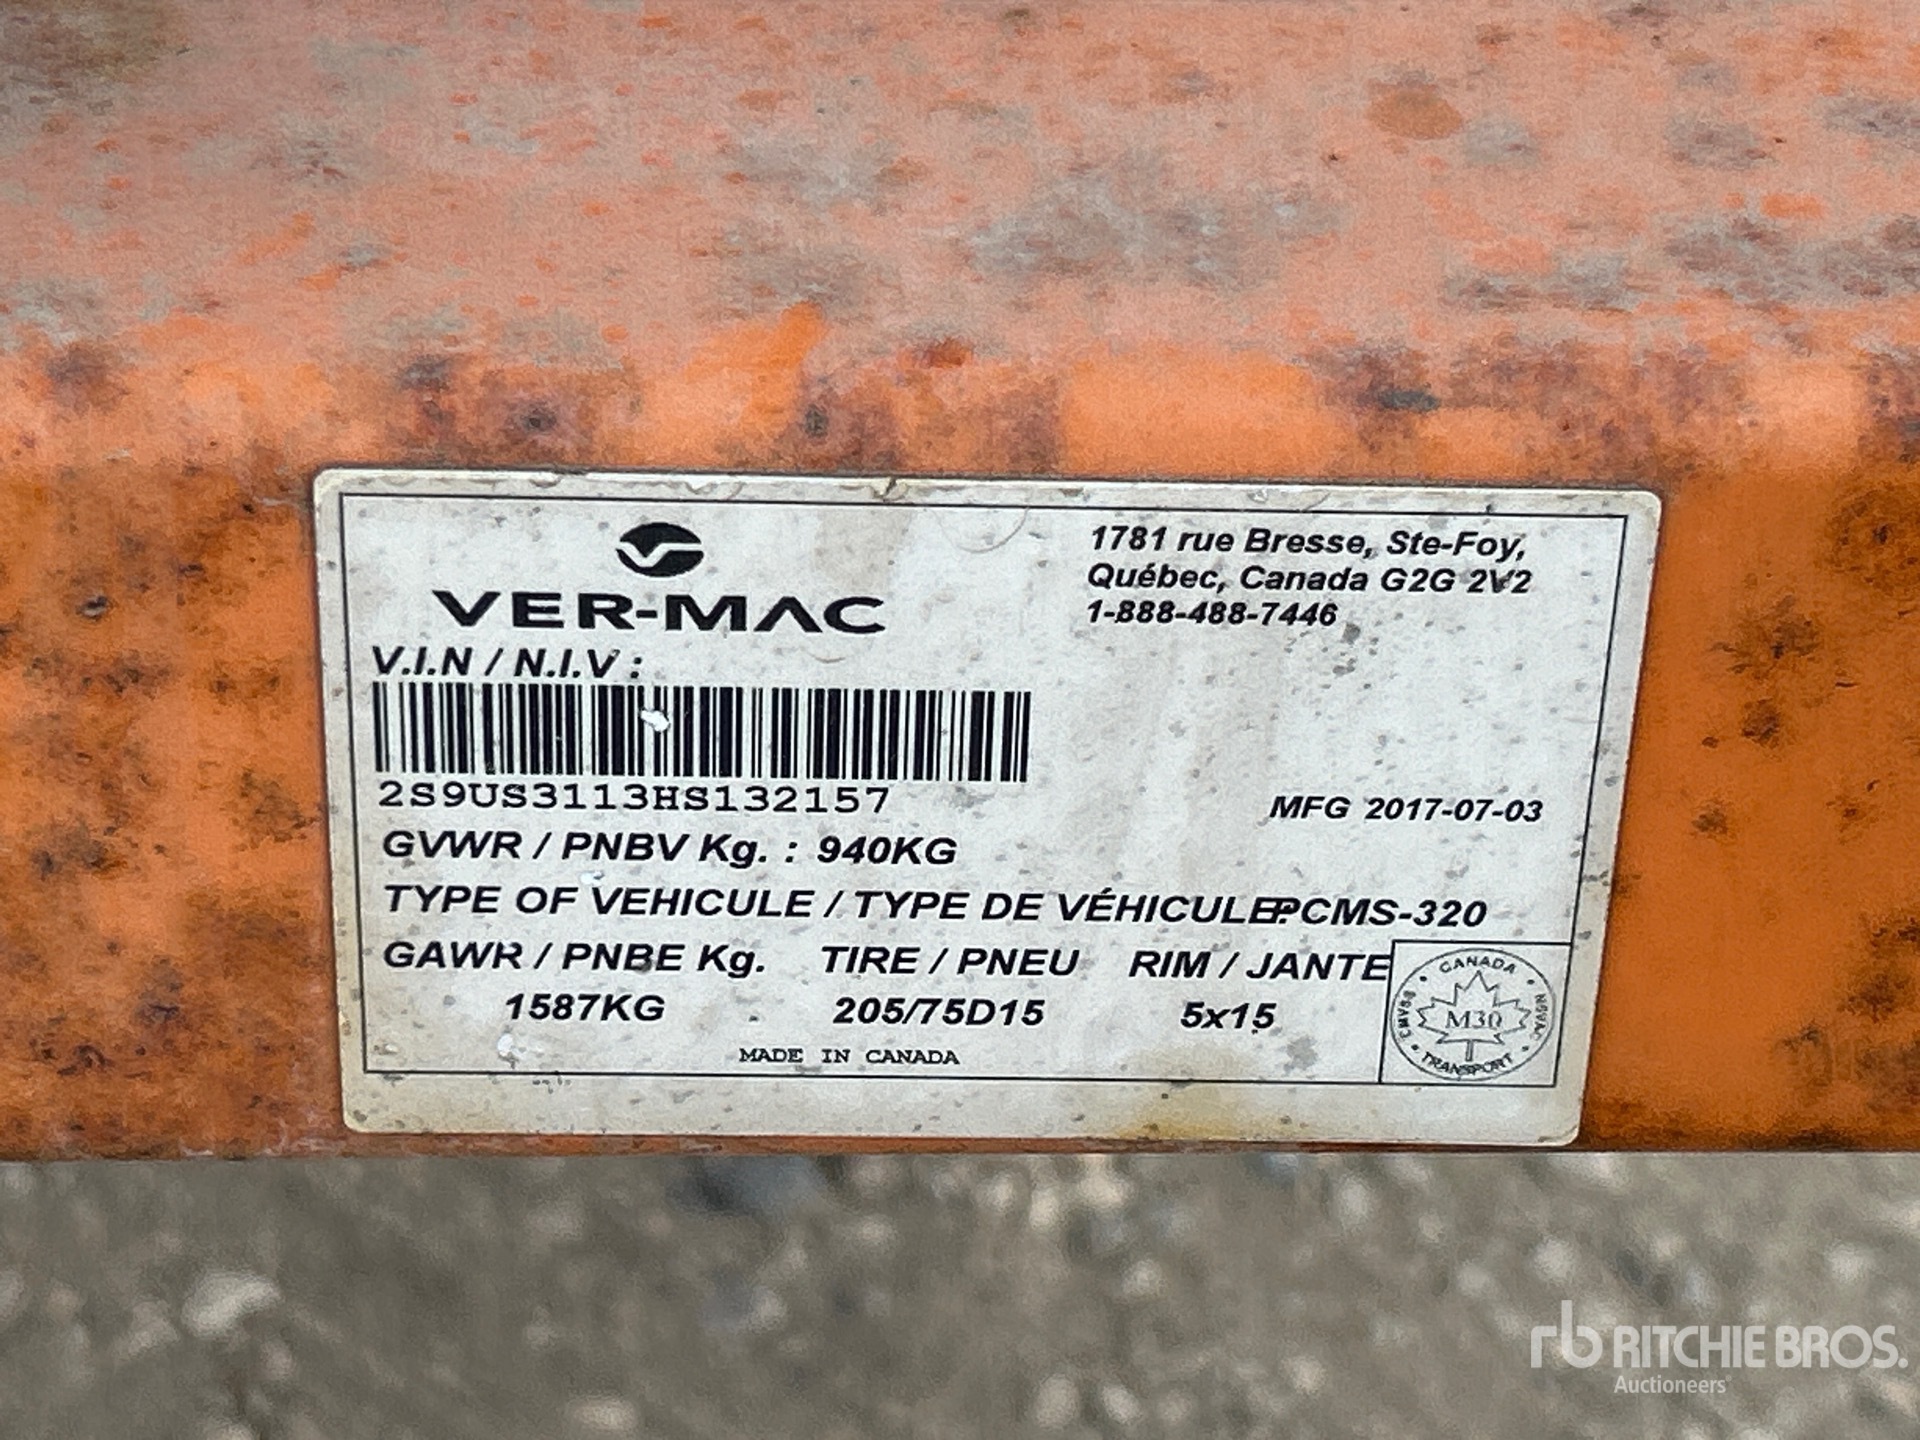 VER-MAC
1781 rue Bresse, Ste-Foy,
Québec, Canada G2G 2V2
1-888-488-7446
V.I.N / N.I.V :
2S9US3113HS132157
MFG 2017-07-03
GVWR / PNBV Kg. : 940KG
TYPE OF VEHICULE / TYPE DE VÉHICULE: PCMS-320
GAWR / PNBE Kg. TIRE / PNEU RIM / JANTE
1587KG 205/75D15 5x15
MADE IN CANADA
CANADA
M30
TRANSPORT
rb RITCHIE BROS.
Auctioneers